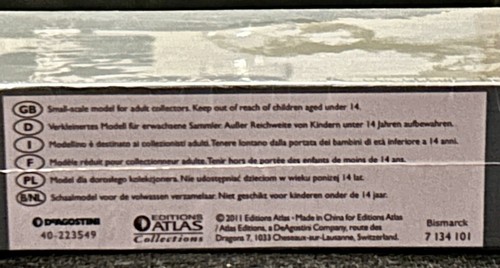 GB Small-scale model for adult collectors. Keep out of reach of children aged under 14.
D Verkleinertes Modell für erwachsene Sammler. Außer Reichweite von Kindern unter 14 Jahren aufbewahren.
I Modellino è destinato ai collezionisti adulti. Tenere lontano dalla portata dei bambini di età inferiore a 14 anni.
F Modèle réduit pour collectionneur adulte. Tenir hors de portée des enfants de moins de 14 ans.
PL Model dla dorosłego kolekcjonera. Nie udostępniać dzieciom w wieku poniżej 14 lat.
B/NL Schaalmodel voor de volwassen verzamelaar. Niet geschikt voor kinderen onder de 14 jaar.
DeAGOSTINI
40-223549
EDITIONS
ATLAS
Collections
© 2011 Editions Atlas - Made in China for Editions Atlas
/ Atlas Editions, a DeAgostini Company, route des
Dragons 7, 1033 Cheseaux-sur-Lausanne, Switzerland.
Bismarck
7 134 101